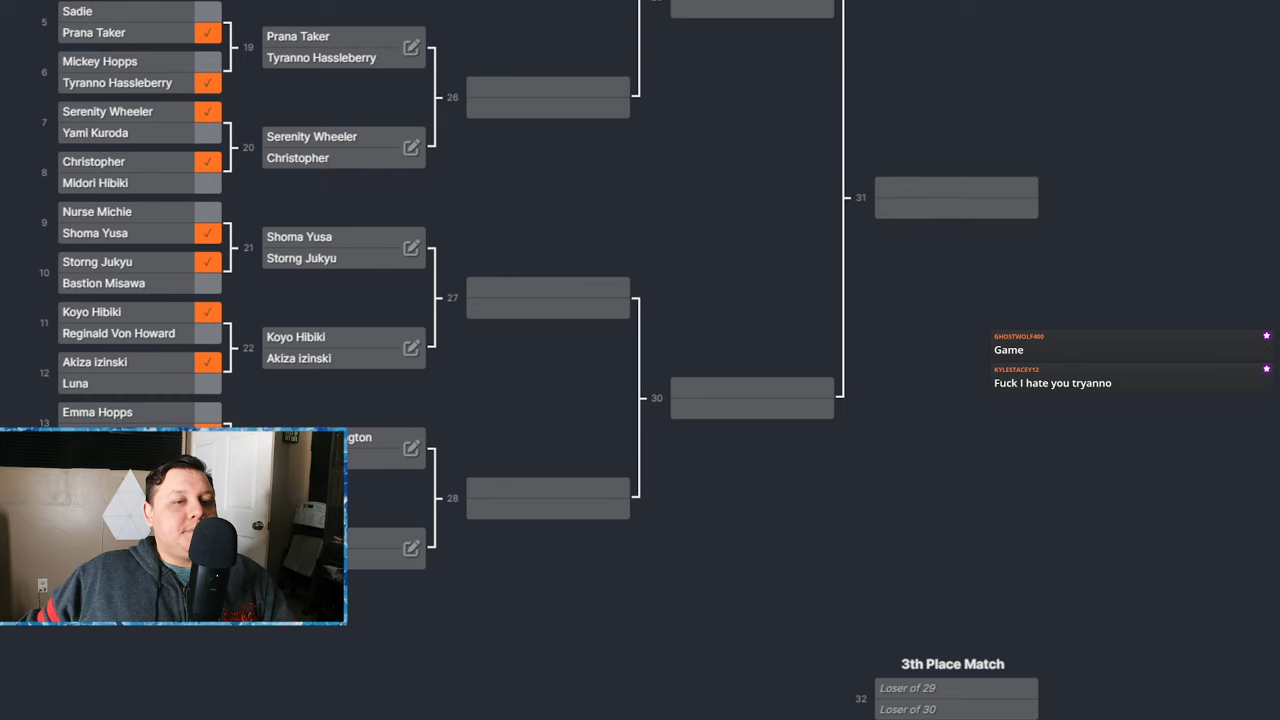 Sadie
5
Prana Taker ✓
Mickey Hopps
6
Tyranno Hassleberry ✓
Serenity Wheeler ✓
7
Yami Kuroda
Christopher ✓
8
Midori Hibiki
Nurse Michie
9
Shoma Yusa ✓
Storng Jukyu ✓
10
Bastion Misawa
Koyo Hibiki ✓
11
Reginald Von Howard
Akiza izinski ✓
12
Luna
Emma Hopps
13
Prana Taker
19
Tyranno Hassleberry
Serenity Wheeler
20
Christopher
Shoma Yusa
21
Storng Jukyu
Koyo Hibiki
22
Akiza izinski
gton
26
27
28
30
31
GHOSTWOLF400
Game
KYLESTACEY12
Fuck I hate you tryanno
3th Place Match
Loser of 29
32
Loser of 30